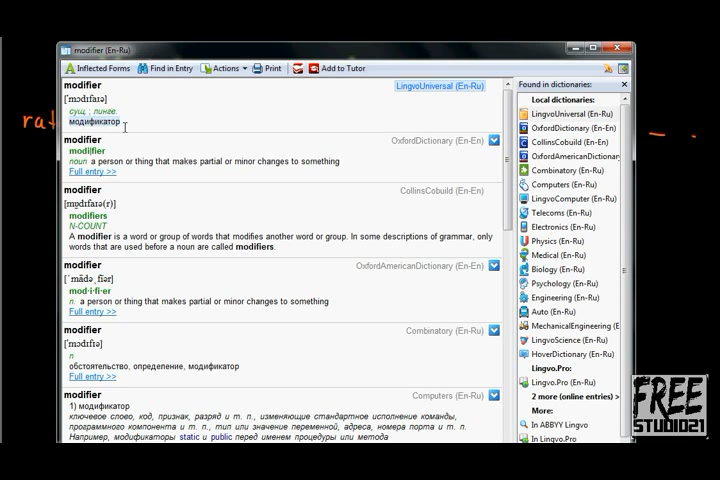 modifier (En-Ru)
Inflected Forms Find in Entry Actions Print Add to Tutor
modifier LingvoUniversal (En-Ru)
['mɔdɪfaɪə]
сущ. ; лингв.
модификатор
modifier OxfordDictionary (En-En)
modi|fier
noun a person or thing that makes partial or minor changes to something
Full entry >>
modifier CollinsCobuild (En-En)
[mɒdɪfaɪə(r)]
modifiers
N-COUNT
A modifier is a word or group of words that modifies another word or group. In some descriptions of grammar, only
words that are used before a noun are called modifiers.
modifier OxfordAmericanDictionary (En-En)
[ˈmädəˌfīər]
mod·i·fi·er
n. a person or thing that makes partial or minor changes to something
Full entry >>
modifier Combinatory (En-Ru)
['mɔdɪfɪə]
n
обстоятельство, определение, модификатор
Full entry >>
modifier Computers (En-Ru)
1) модификатор
ключевое слово, код, признак, разряд и т. п., изменяющие стандартное исполнение команды,
программного компонента и т. п., тип или значение переменной, адреса, номера порта и т. п.
Например, модификаторы static и public перед именем процедуры или метода
Found in dictionaries:
Local dictionaries:
LingvoUniversal (En-Ru)
OxfordDictionary (En-En)
CollinsCobuild (En-En)
OxfordAmericanDictionary
Combinatory (En-Ru)
Computers (En-Ru)
LingvoComputer (En-Ru)
Telecoms (En-Ru)
Electronics (En-Ru)
Physics (En-Ru)
Medical (En-Ru)
Biology (En-Ru)
Psychology (En-Ru)
Engineering (En-Ru)
Auto (En-Ru)
MechanicalEngineering (E
LingvoScience (En-Ru)
HoverDictionary (En-Ru)
Lingvo.Pro:
Lingvo.Pro (En-Ru)
2 more (online entries) >
More:
In ABBYY Lingvo
In Lingvo.Pro
rat
FREE
STUDIO21